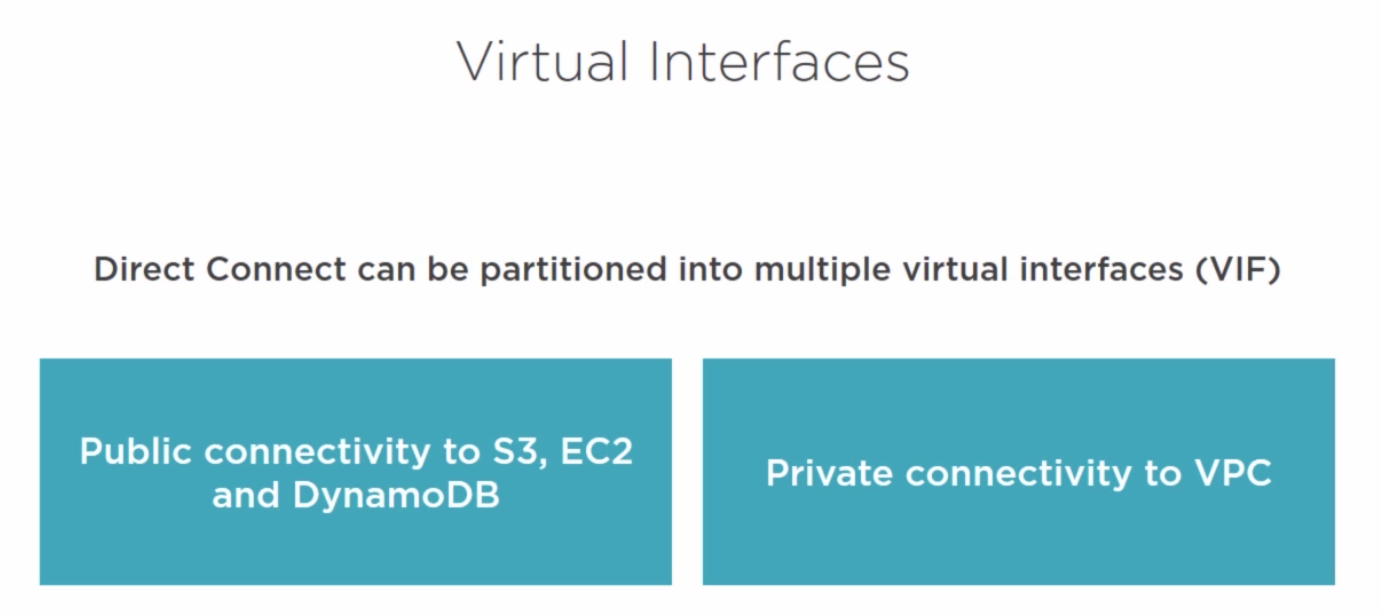 Virtual Interfaces
Direct Connect can be partitioned into multiple virtual interfaces (VIF)
Public connectivity to S3, EC2
and DynamoDB
Private connectivity to VPC